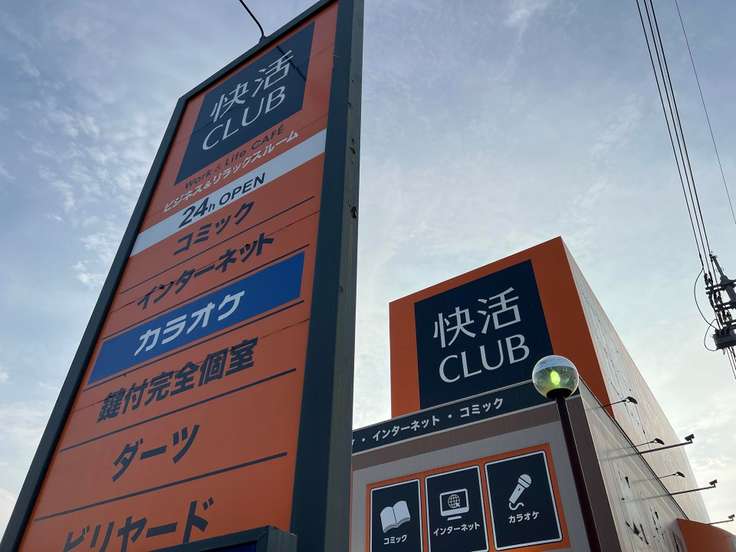 快活
CLUB
Work & Life CAFE
ビジネス&リラックスルーム
24h OPEN
コミック
インターネット
カラオケ
鍵付完全個室
ダーツ
ビリヤード
快活
CLUB
・インターネット・コミック
コミック
インターネット
カラオケ